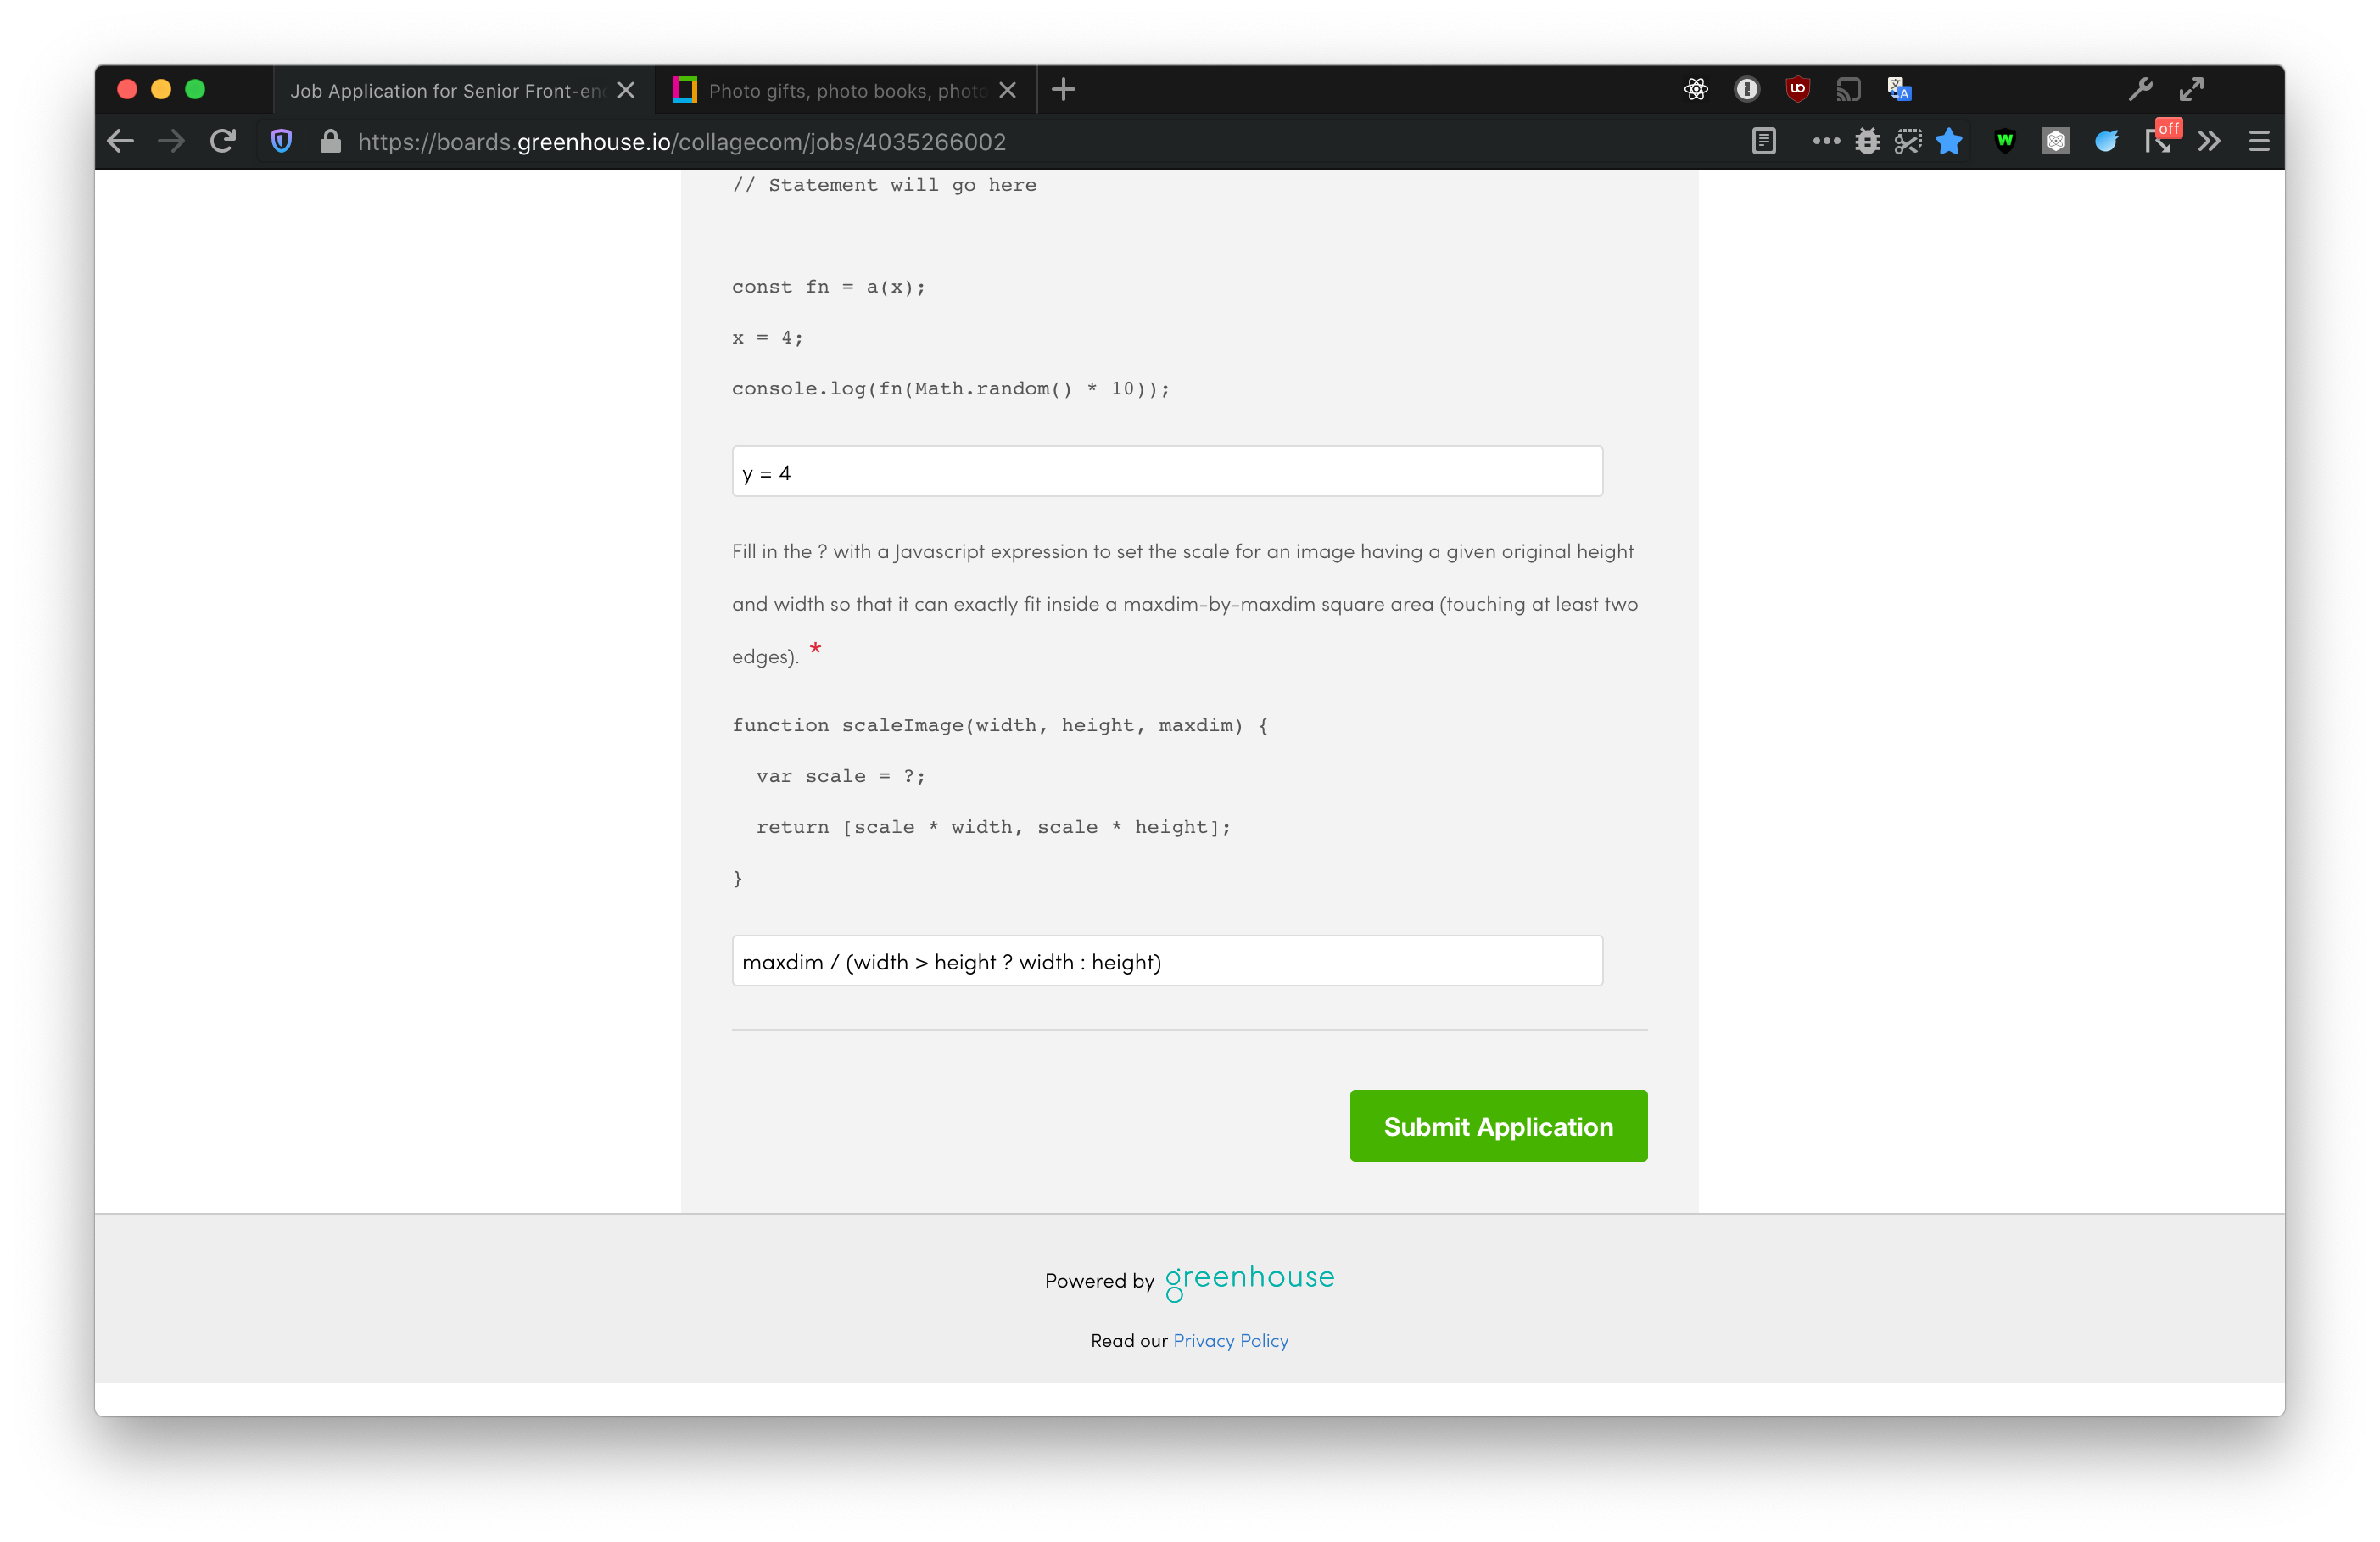 Job Application for Senior Front-en
Photo gifts, photo books, photo
https://boards.greenhouse.io/collagecom/jobs/4035266002
off
// Statement will go here
const fn = a(x);
x = 4;
console.log(fn(Math.random() * 10));
y = 4
Fill in the ? with a Javascript expression to set the scale for an image having a given original height
and width so that it can exactly fit inside a maxdim-by-maxdim square area (touching at least two
edges). *
function scaleImage(width, height, maxdim) {
  var scale = ?;
  return [scale * width, scale * height];
}
maxdim / (width > height ? width : height)
Submit Application
Powered by greenhouse
Read our Privacy Policy